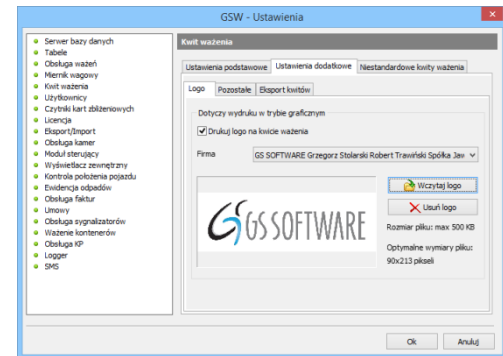 GSW - Ustawienia
Serwer bazy danych
Tabele
Obsługa ważeń
Miernik wagowy
Kwit ważenia
Użytkownicy
Czytniki kart zbliżeniowych
Licencja
Eksport/Import
Obsługa kamer
Moduł sterujący
Wyświetlacz zewnętrzny
Kontrola położenia pojazdu
Ewidencja odpadów
Obsługa faktur
Umowy
Obsługa sygnalizatorów
Ważenie kontenerów
Obsługa KP
Logger
SMS
Kwit ważenia
Ustawienia podstawowe Ustawienia dodatkowe Niestandardowe kwity ważenia
Logo Pozostałe Eksport kwitów
Dotyczy wydruku w trybie graficznym
Drukuj logo na kwicie ważenia
Firma GS SOFTWARE Grzegorz Stolarski Robert Trawiński Spółka Jaw
GS SOFTWARE
Wczytaj logo
Usuń logo
Rozmiar pliku: max 500 KB
Optymalne wymiary pliku:
90x213 pikseli
Ok Anuluj